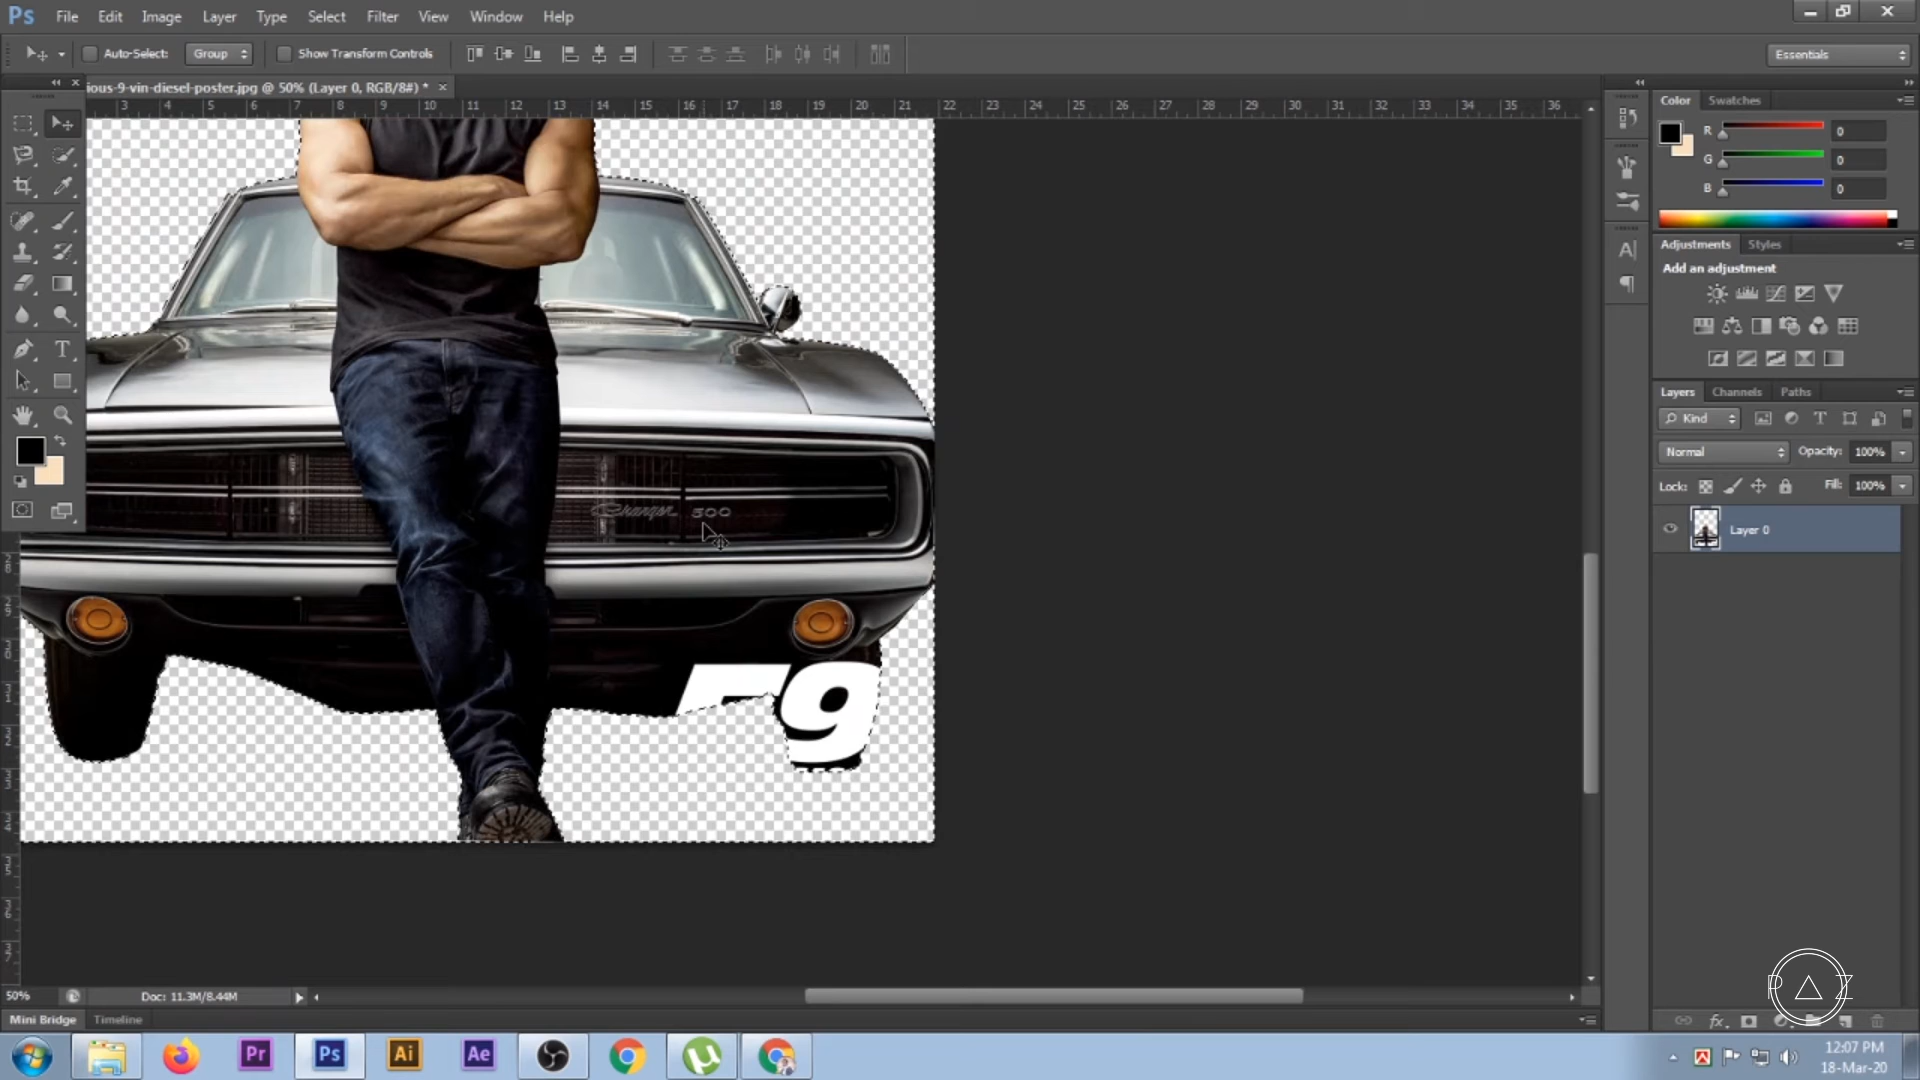 Ps File Edit Image Layer Type Select Filter View Window Help
Auto-Select: Group Show Transform Controls Essentials
ious-9-vin-diesel-poster.jpg @ 50% (Layer 0, RGB/8#) *
3 4 5 6 7 8 9 10 11 12 13 14 15 16 17 18 19 20 21 22 23 24 25 26 27 28 29 30 31 32 33 34 35 36
Color Swatches
R 0
G 0
B 0
Adjustments Styles
Add an adjustment
Layers Channels Paths
Kind
Normal Opacity: 100%
Lock: Fill: 100%
Layer 0
Charger 500
F9
P Z
50% Doc: 11.3M/8.44M
Mini Bridge Timeline
Pr Ps Ai Ae
12:07 PM
18-Mar-20